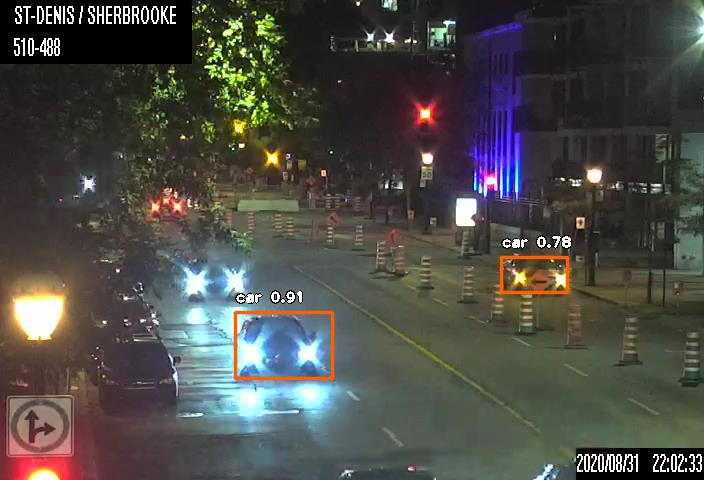 ST-DENIS / SHERBROOKE
510-488
car 0.78
car 0.91
2020/08/31 22:02:33